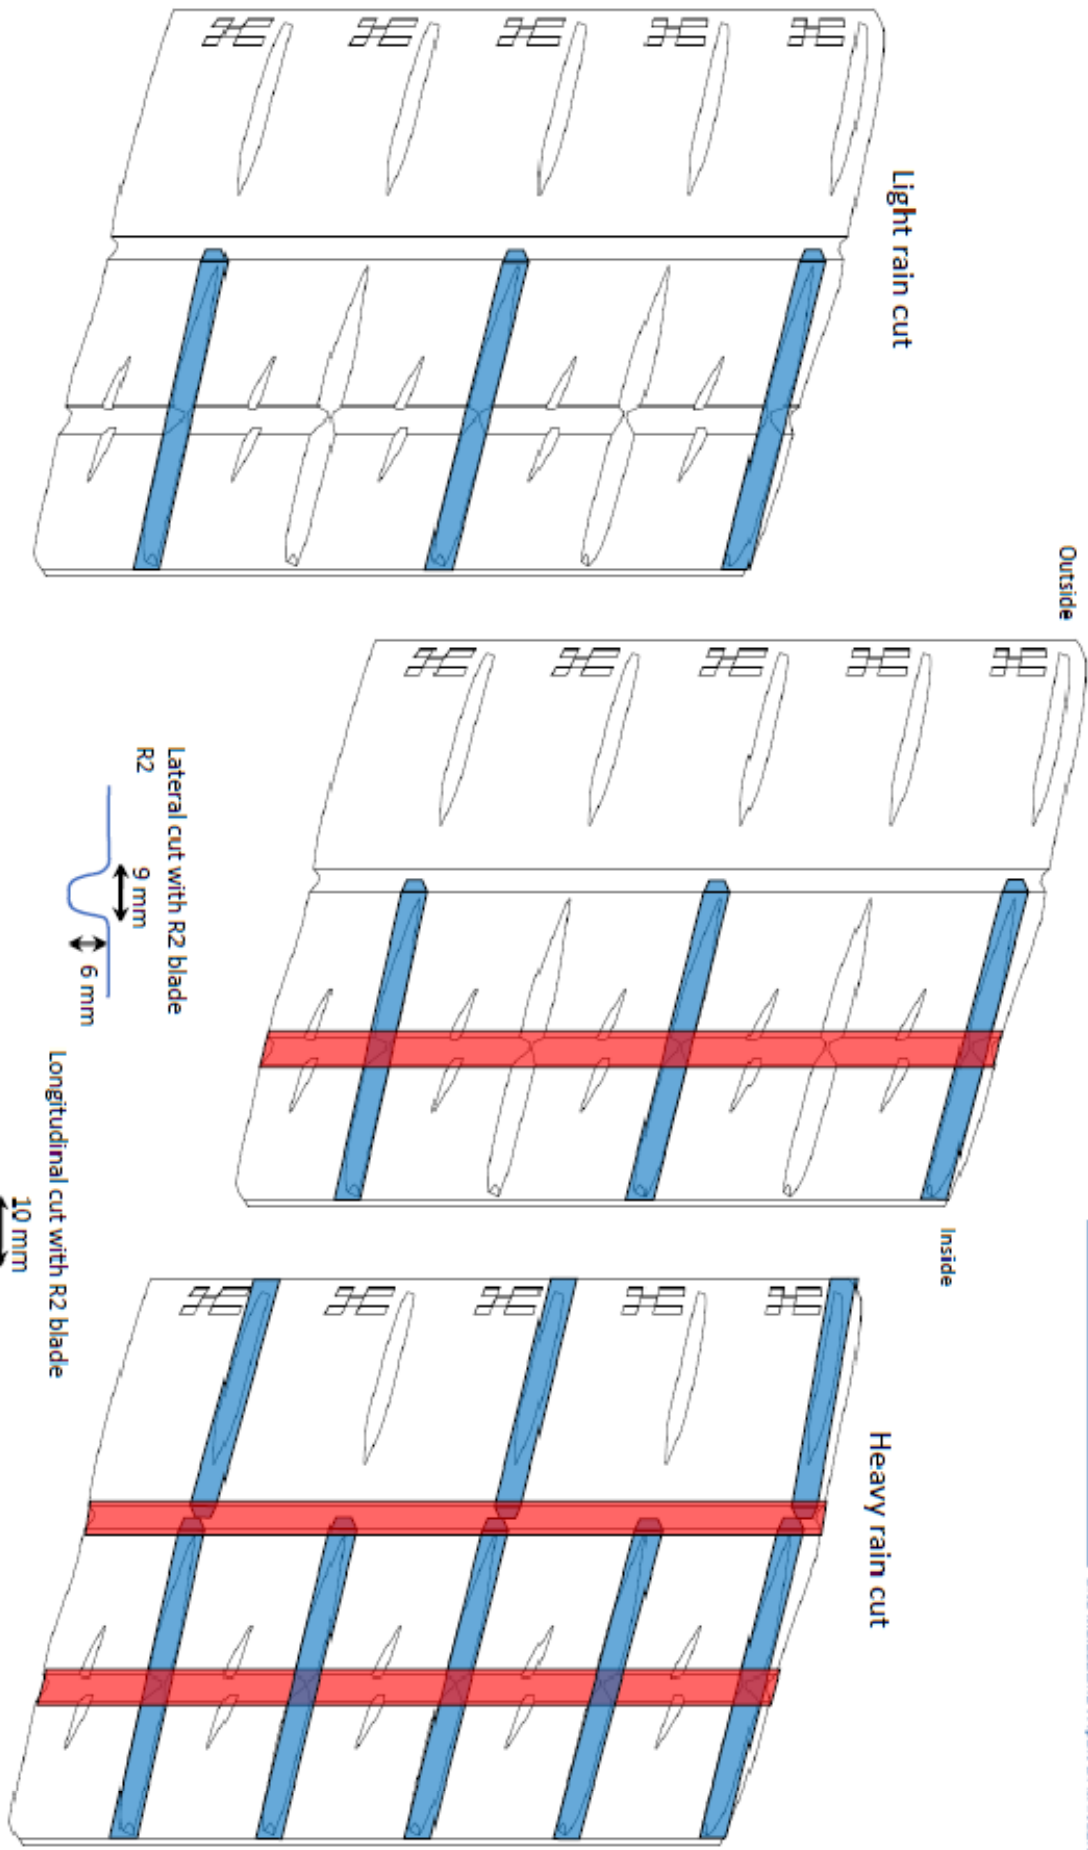 Light rain cut
Outside
Inside
Heavy rain cut
Lateral cut with R2 blade
R2
9 mm
6 mm
Longitudinal cut with R2 blade
10 mm